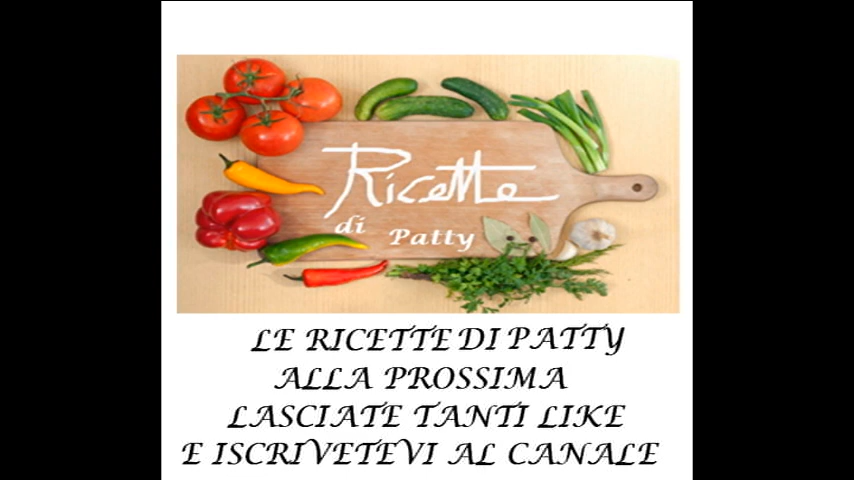 Ricette
di Patty
LE RICETTE DI PATTY
ALLA PROSSIMA
LASCIATE TANTI LIKE
E ISCRIVETEVI AL CANALE